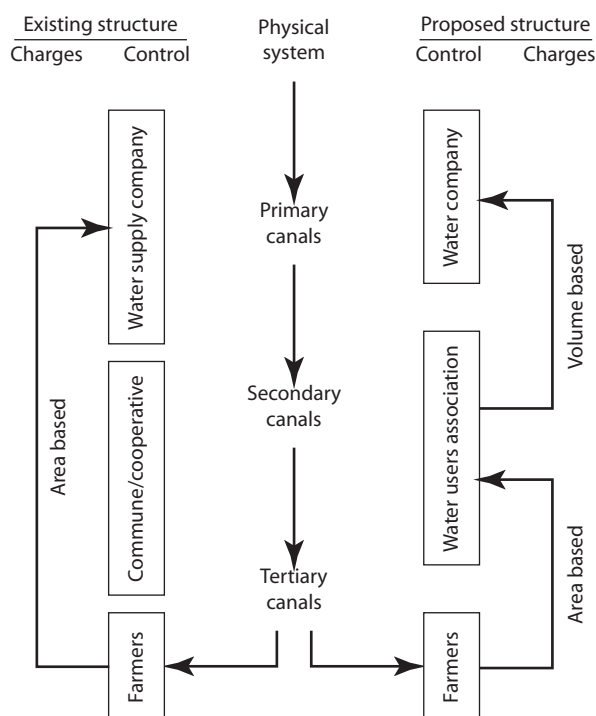 Existing structure
Charges
Control
Physical
system
Proposed structure
Control
Charges
Water supply company
Commune/cooperative
Farmers
Area based
Primary
canals
Secondary
canals
Tertiary
canals
Water company
Water users association
Farmers
Volume based
Area based